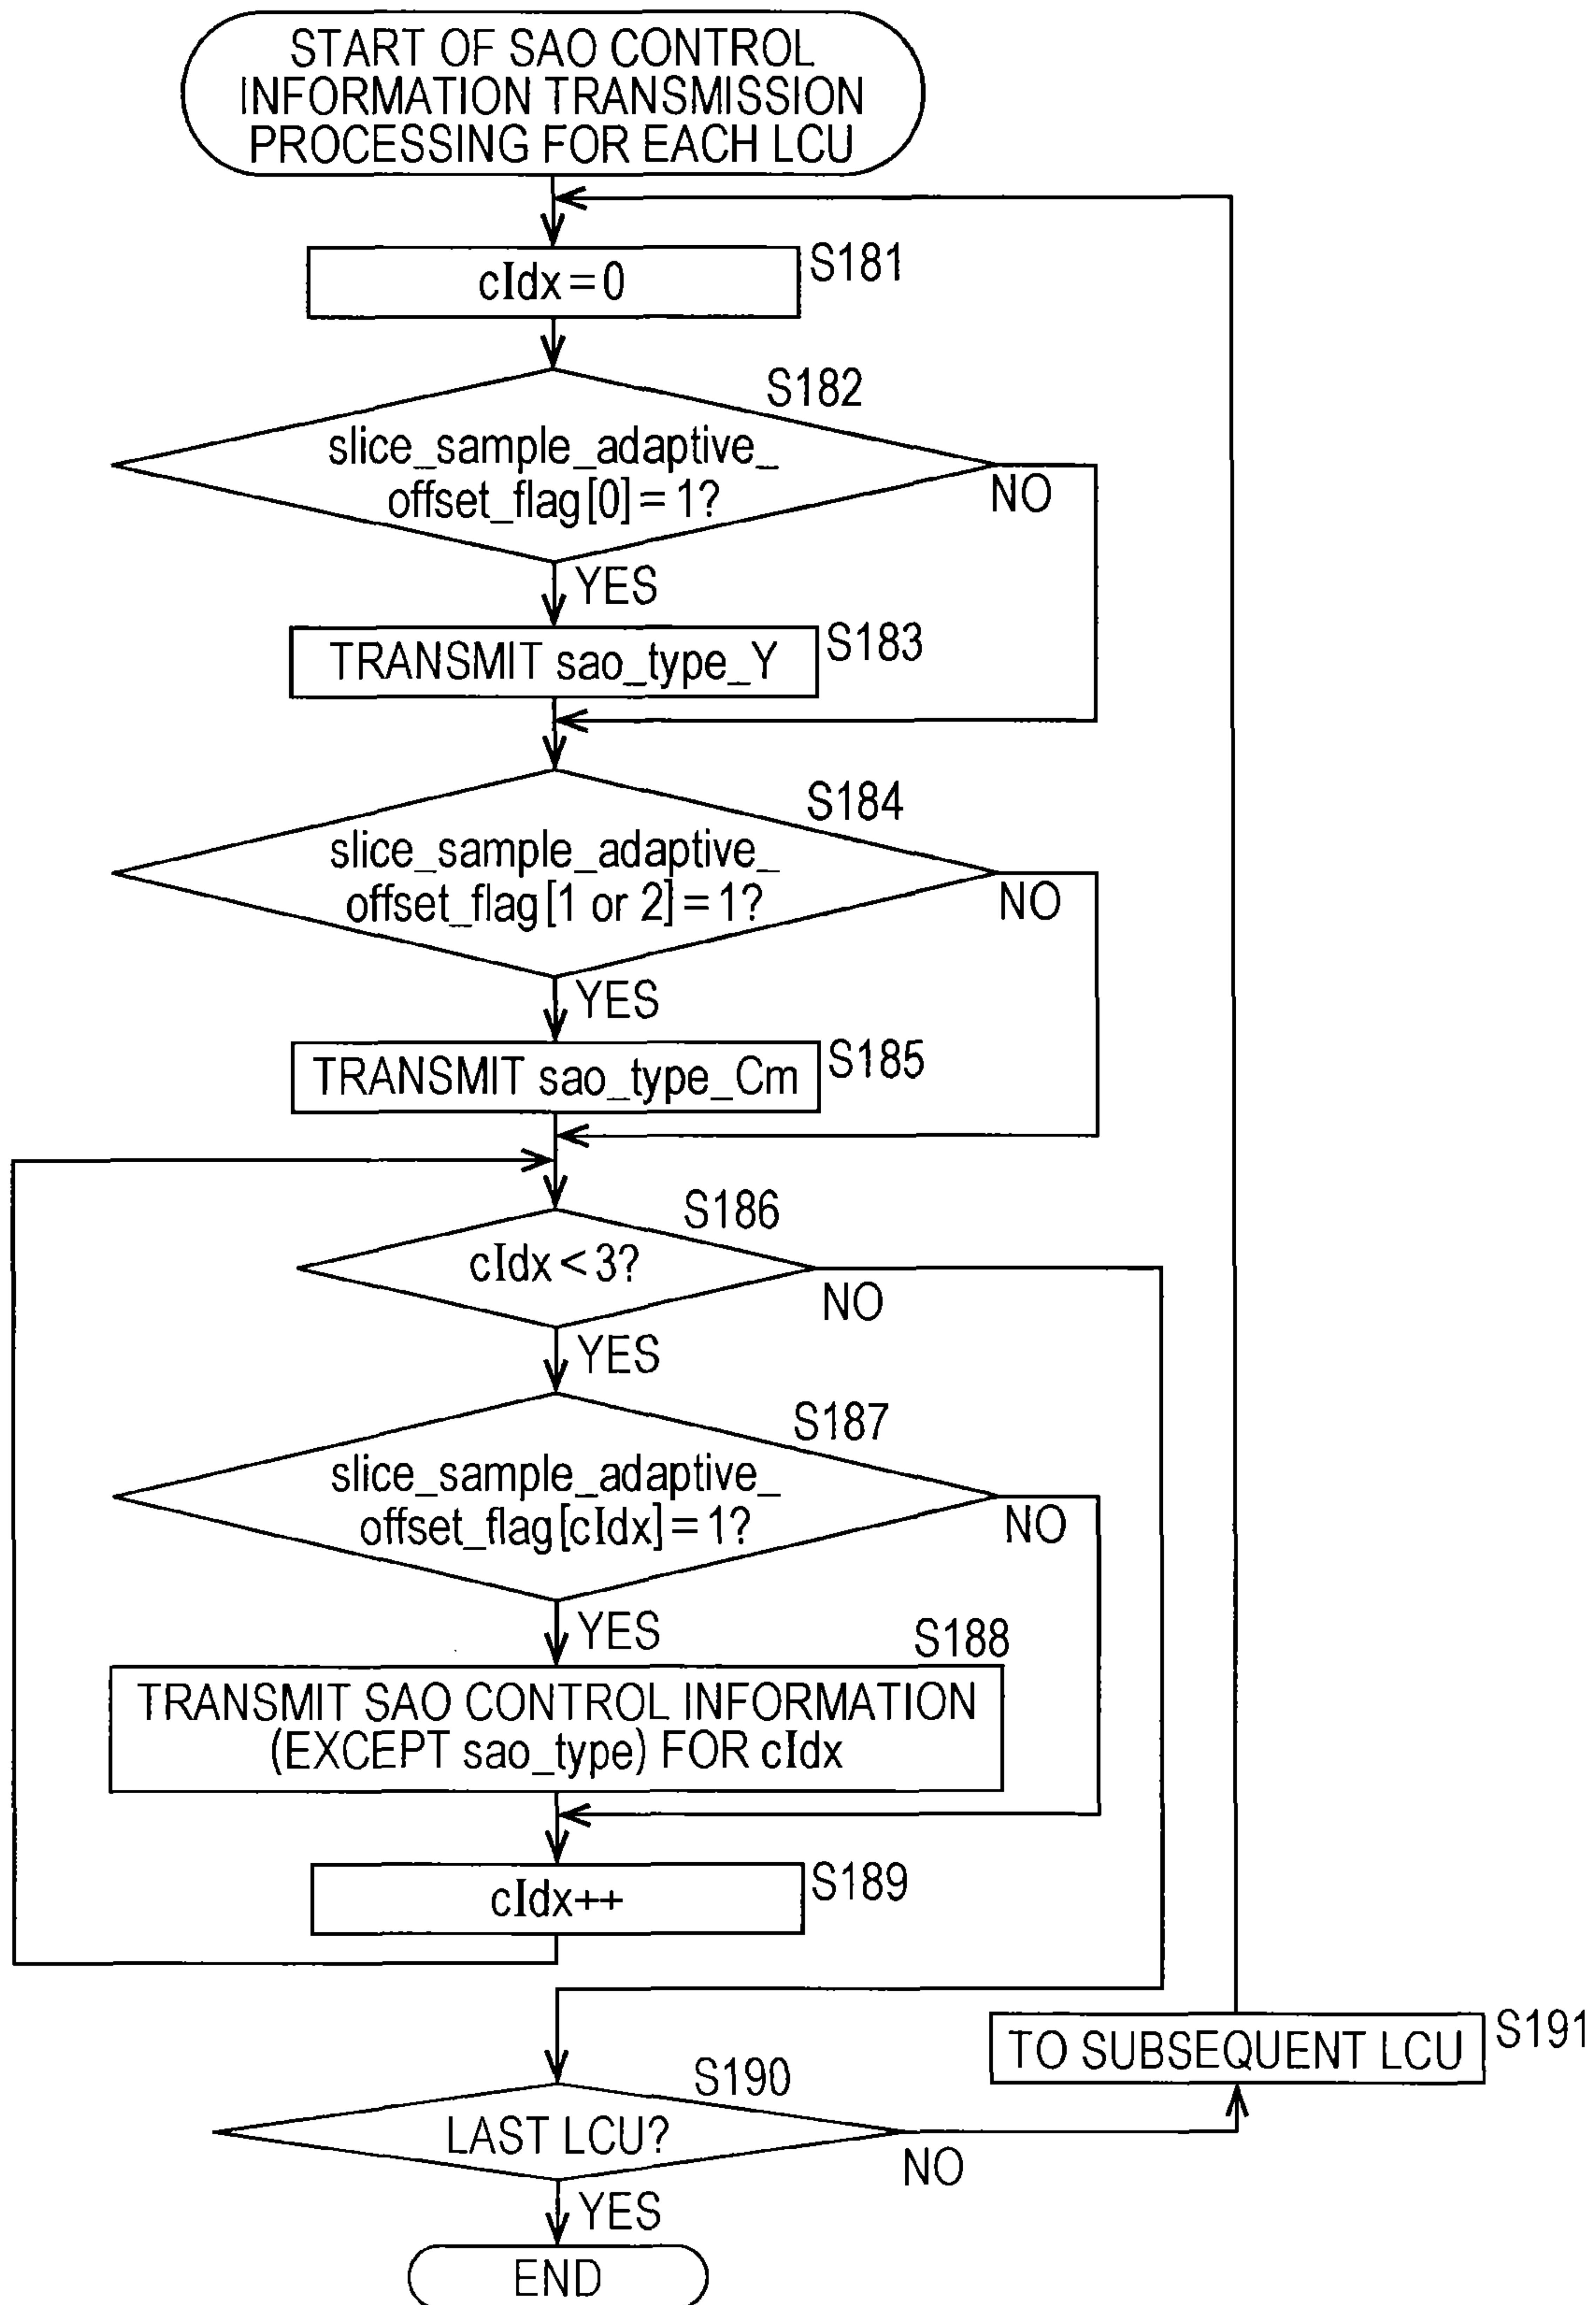 START OF SAO CONTROL
INFORMATION TRANSMISSION
PROCESSING FOR EACH LCU
cIdx=0
S181
S182
slice_sample_adaptive_
offset_flag[0]=1?
NO
YES
TRANSMIT sao_type_Y
S183
S184
slice_sample_adaptive_
offset_flag[1 or 2]=1?
NO
YES
TRANSMIT sao_type_Cm
S185
S186
cIdx<3?
NO
YES
S187
slice_sample_adaptive_
offset_flag[cIdx]=1?
NO
YES
S188
TRANSMIT SAO CONTROL INFORMATION
(EXCEPT sao_type) FOR cIdx
cIdx++
S189
TO SUBSEQUENT LCU
S191
S190
LAST LCU?
NO
YES
END